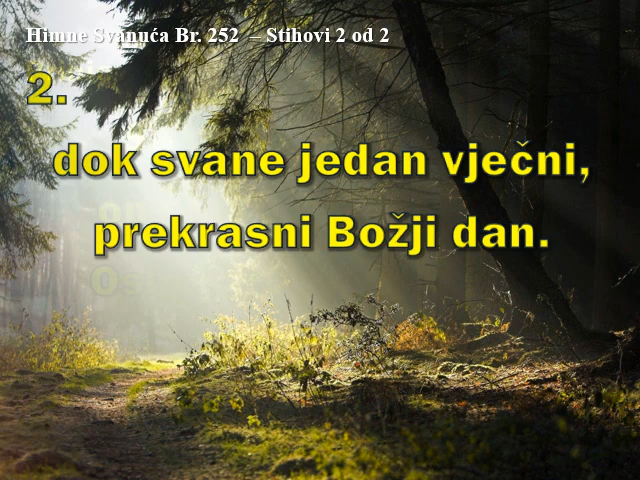 Himne Svanuća Br. 252 – Stihovi 2 od 2
2.
dok svane jedan vječni,
prekrasni Božji dan.